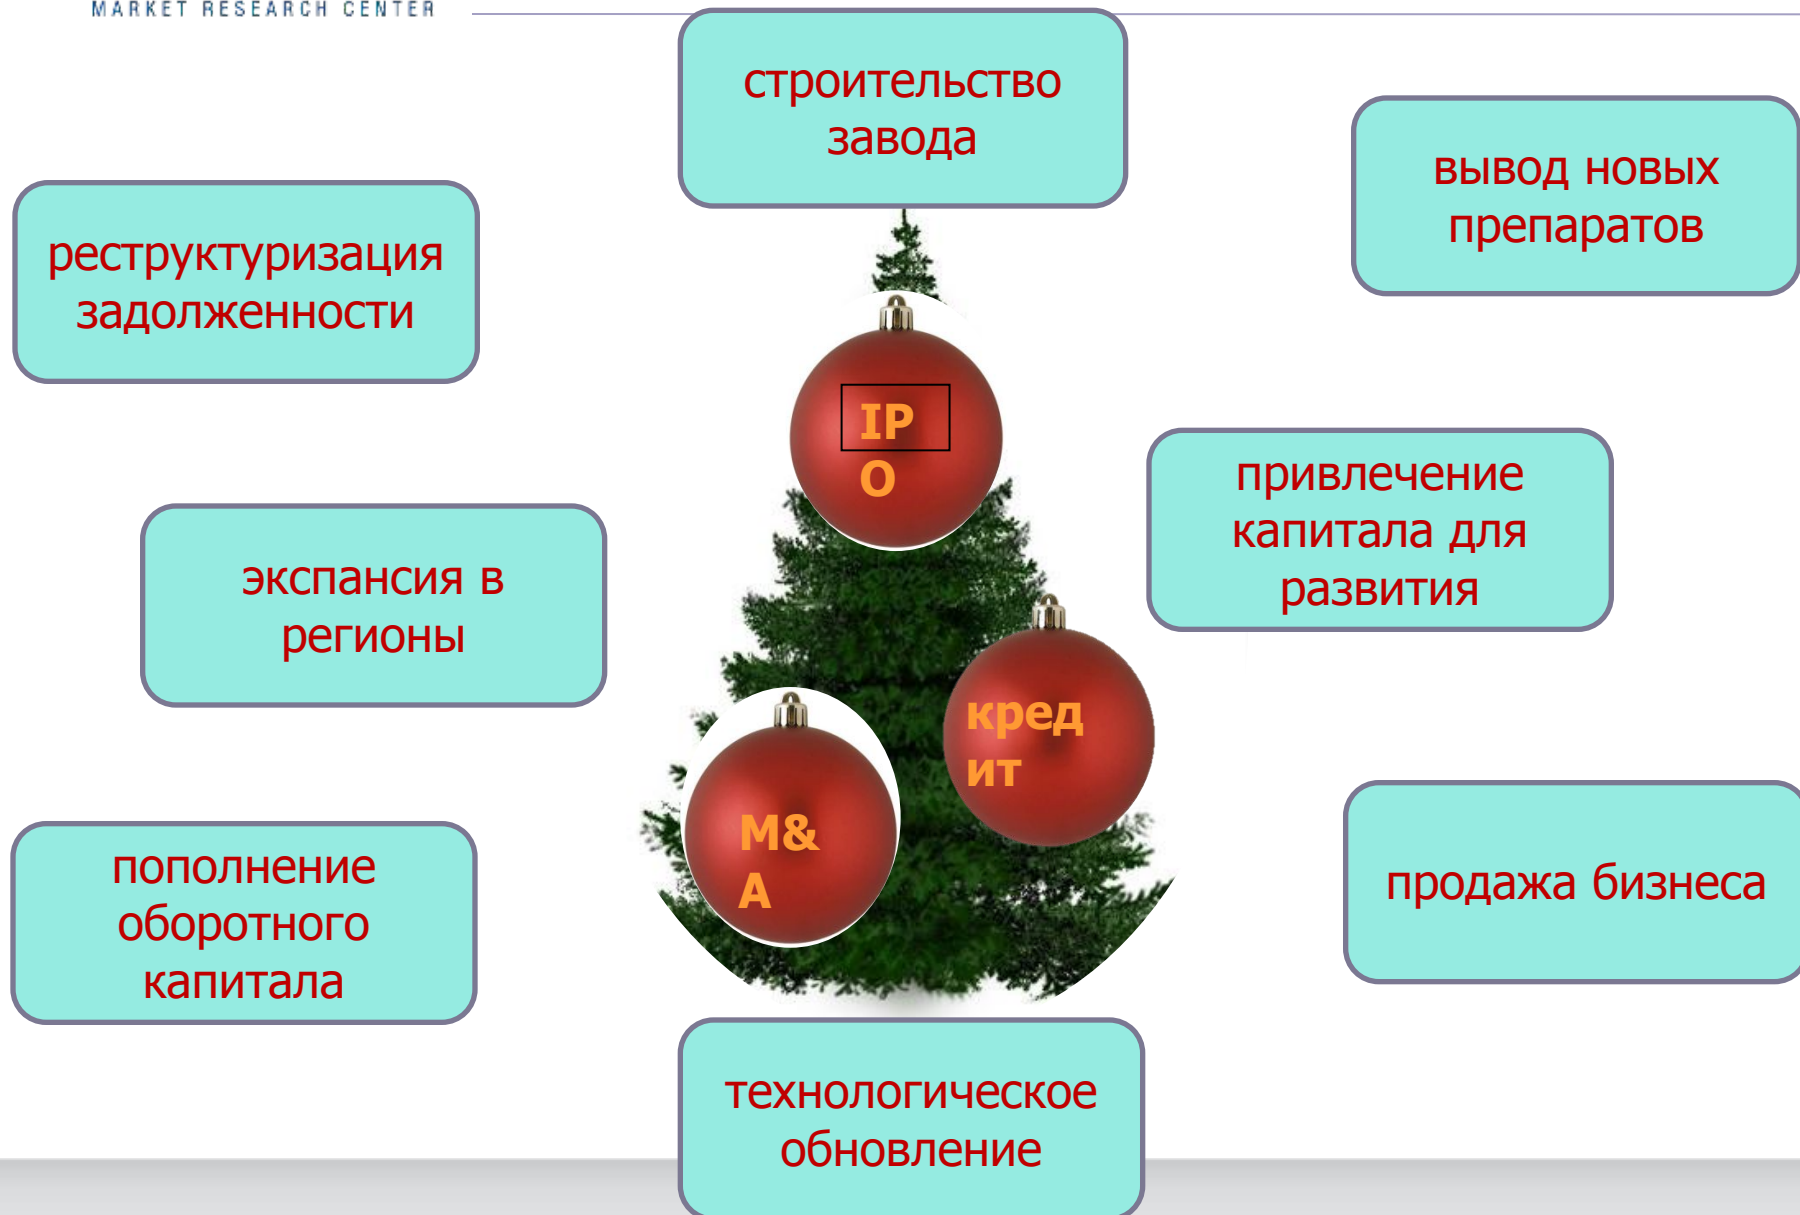 MARKET RESEARCH CENTER
строительство
завода
вывод новых
препаратов
реструктуризация
задолженности
IP
O
привлечение
капитала для
развития
экспансия в
регионы
кред
ит
M&
A
пополнение
оборотного
капитала
продажа бизнеса
технологическое
обновление